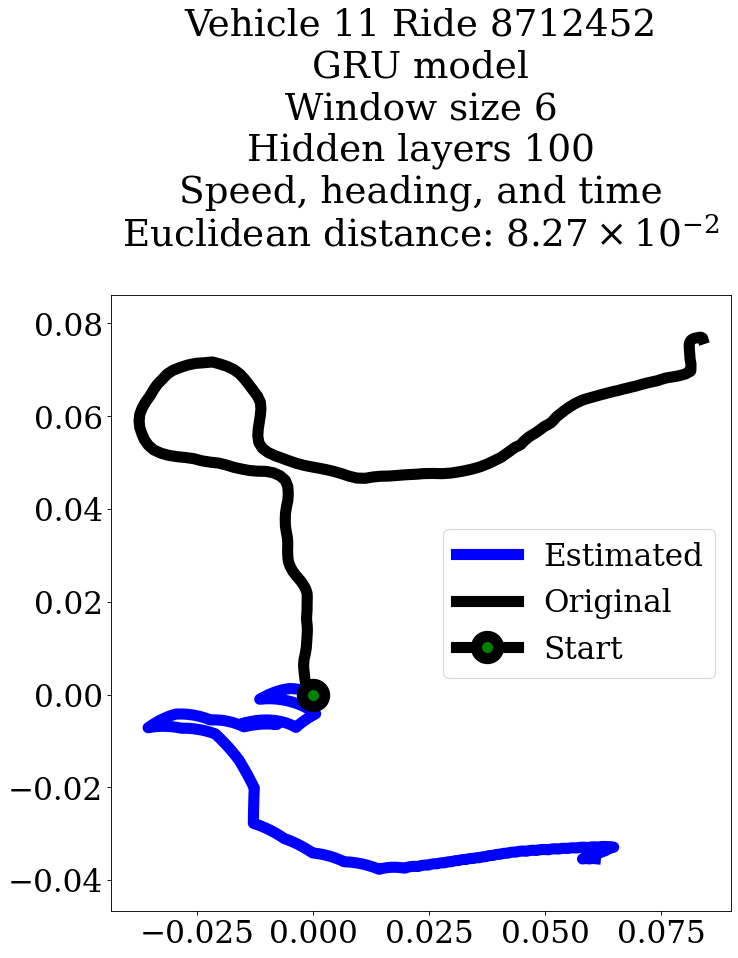 Vehicle 11 Ride 8712452
GRU model
Window size 6
Hidden layers 100
Speed, heading, and time
Euclidean distance: 8.27 × 10⁻²
0.08
0.06
0.04
0.02
0.00
−0.02
−0.04
Estimated
Original
Start
−0.025 0.000 0.025 0.050 0.075